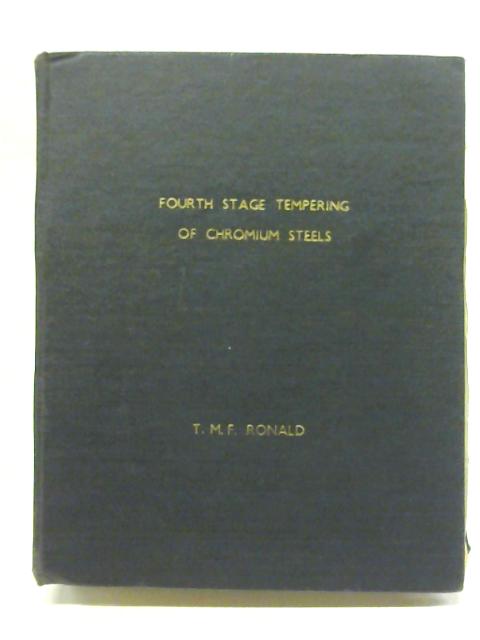 FOURTH STAGE TEMPERING
OF CHROMIUM STEELS
T. M. F. RONALD